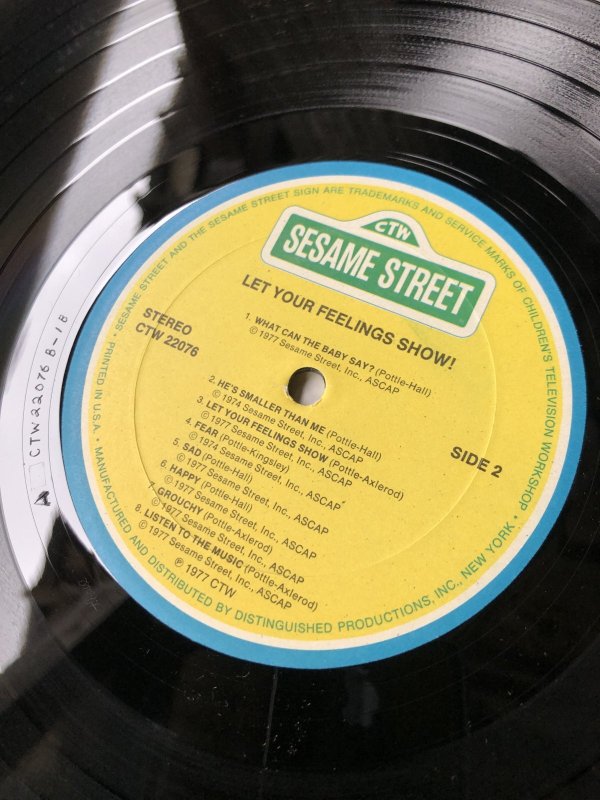 CTW
SESAME STREET
LET YOUR FEELINGS SHOW!
STEREO
CTW 22076
SIDE 2
1. WHAT CAN THE BABY SAY? (Pottle-Hall)
© 1977 Sesame Street, Inc., ASCAP
2. HE'S SMALLER THAN ME (Pottle-Hall)
© 1974 Sesame Street, Inc., ASCAP
3. LET YOUR FEELINGS SHOW (Pottle-Axlerod)
© 1977 Sesame Street, Inc., ASCAP
4. FEAR (Pottle-Kingsley)
© 1974 Sesame Street, Inc., ASCAP
5. SAD (Pottle-Hall)
© 1977 Sesame Street, Inc., ASCAP
6. HAPPY (Pottle-Hall)
© 1977 Sesame Street, Inc., ASCAP
7. GROUCHY (Pottle-Axlerod)
© 1977 Sesame Street, Inc., ASCAP
8. LISTEN TO THE MUSIC (Pottle-Axlerod)
© 1977 Sesame Street, Inc., ASCAP
℗ 1977 CTW
• SESAME STREET AND THE SESAME STREET SIGN ARE TRADEMARKS AND SERVICE MARKS OF CHILDREN'S TELEVISION WORKSHOP.
• MANUFACTURED AND DISTRIBUTED BY DISTINGUISHED PRODUCTIONS, INC., NEW YORK •
• PRINTED IN U.S.A.
A CTW 22076 B-1B